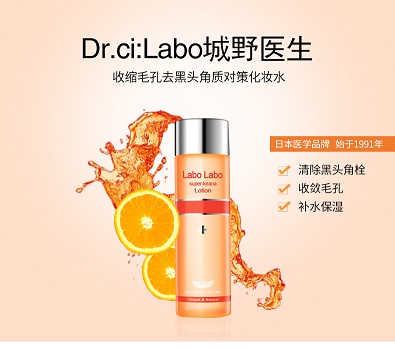 Dr.ci:Labo城野医生
收缩毛孔去黑头角质对策化妆水
日本医学品牌 始于1991年
清除黑头角栓
收敛毛孔
补水保湿
Labo Labo
super-keana
Lotion